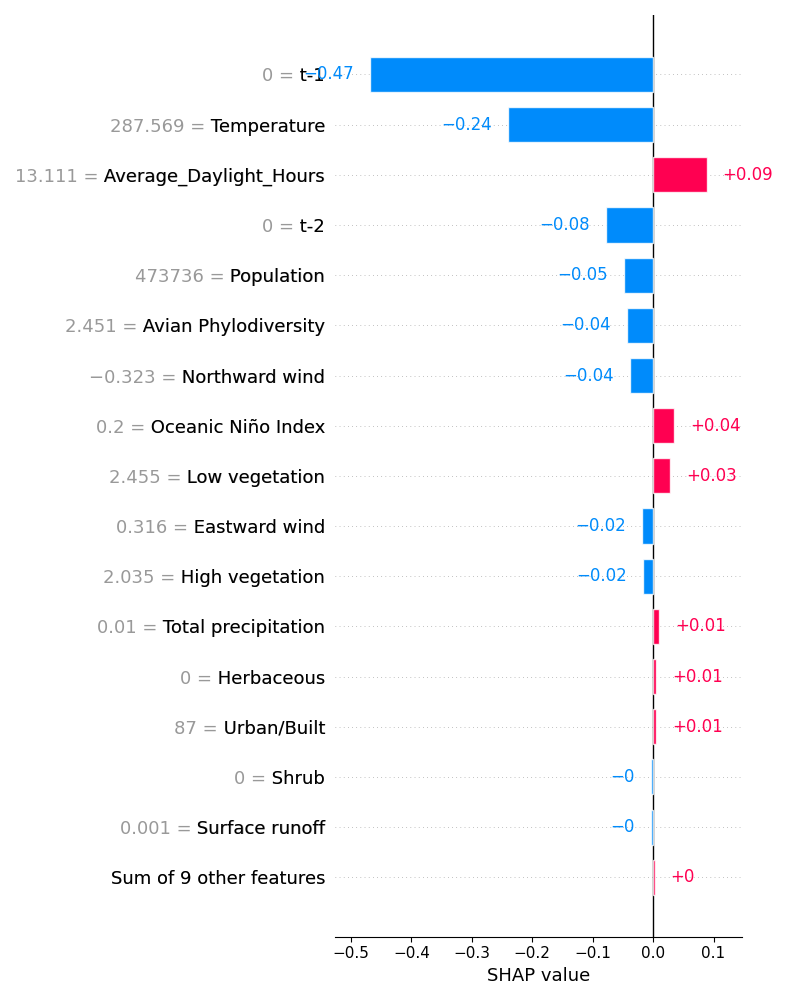 0 = t-1 −0.47
287.569 = Temperature −0.24
13.111 = Average_Daylight_Hours +0.09
0 = t-2 −0.08
473736 = Population −0.05
2.451 = Avian Phylodiversity −0.04
−0.323 = Northward wind −0.04
0.2 = Oceanic Niño Index +0.04
2.455 = Low vegetation +0.03
0.316 = Eastward wind −0.02
2.035 = High vegetation −0.02
0.01 = Total precipitation +0.01
0 = Herbaceous +0.01
87 = Urban/Built +0.01
0 = Shrub −0
0.001 = Surface runoff −0
Sum of 9 other features +0
−0.5 −0.4 −0.3 −0.2 −0.1 0.0 0.1
SHAP value